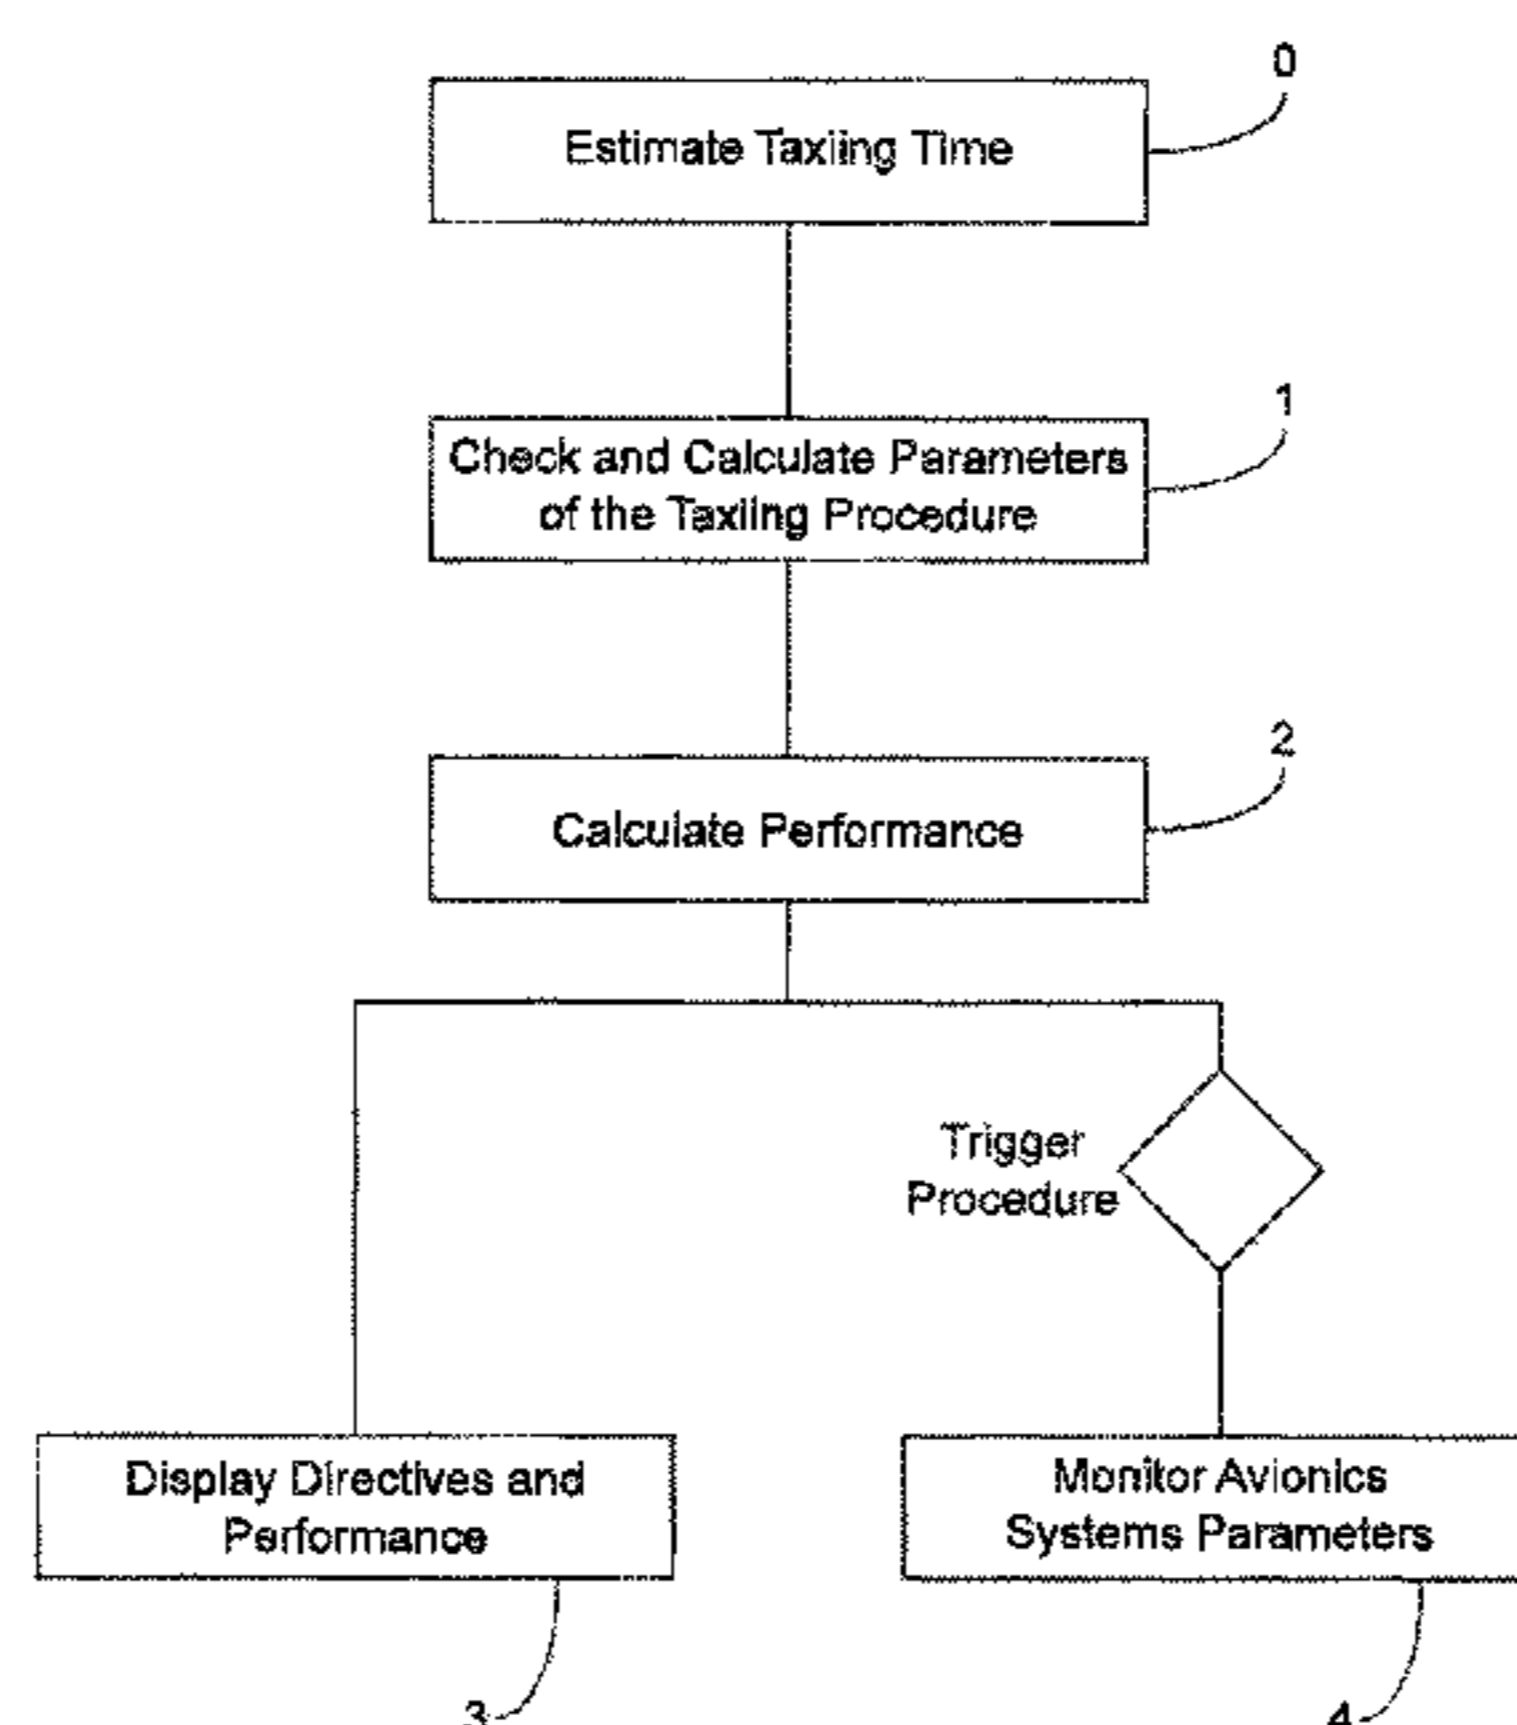 0
Estimate Taxiing Time
1
Check and Calculate Parameters
of the Taxiing Procedure
2
Calculate Performance
Trigger
Procedure
Display Directives and
Performance
Monitor Avionics
Systems Parameters
3
4